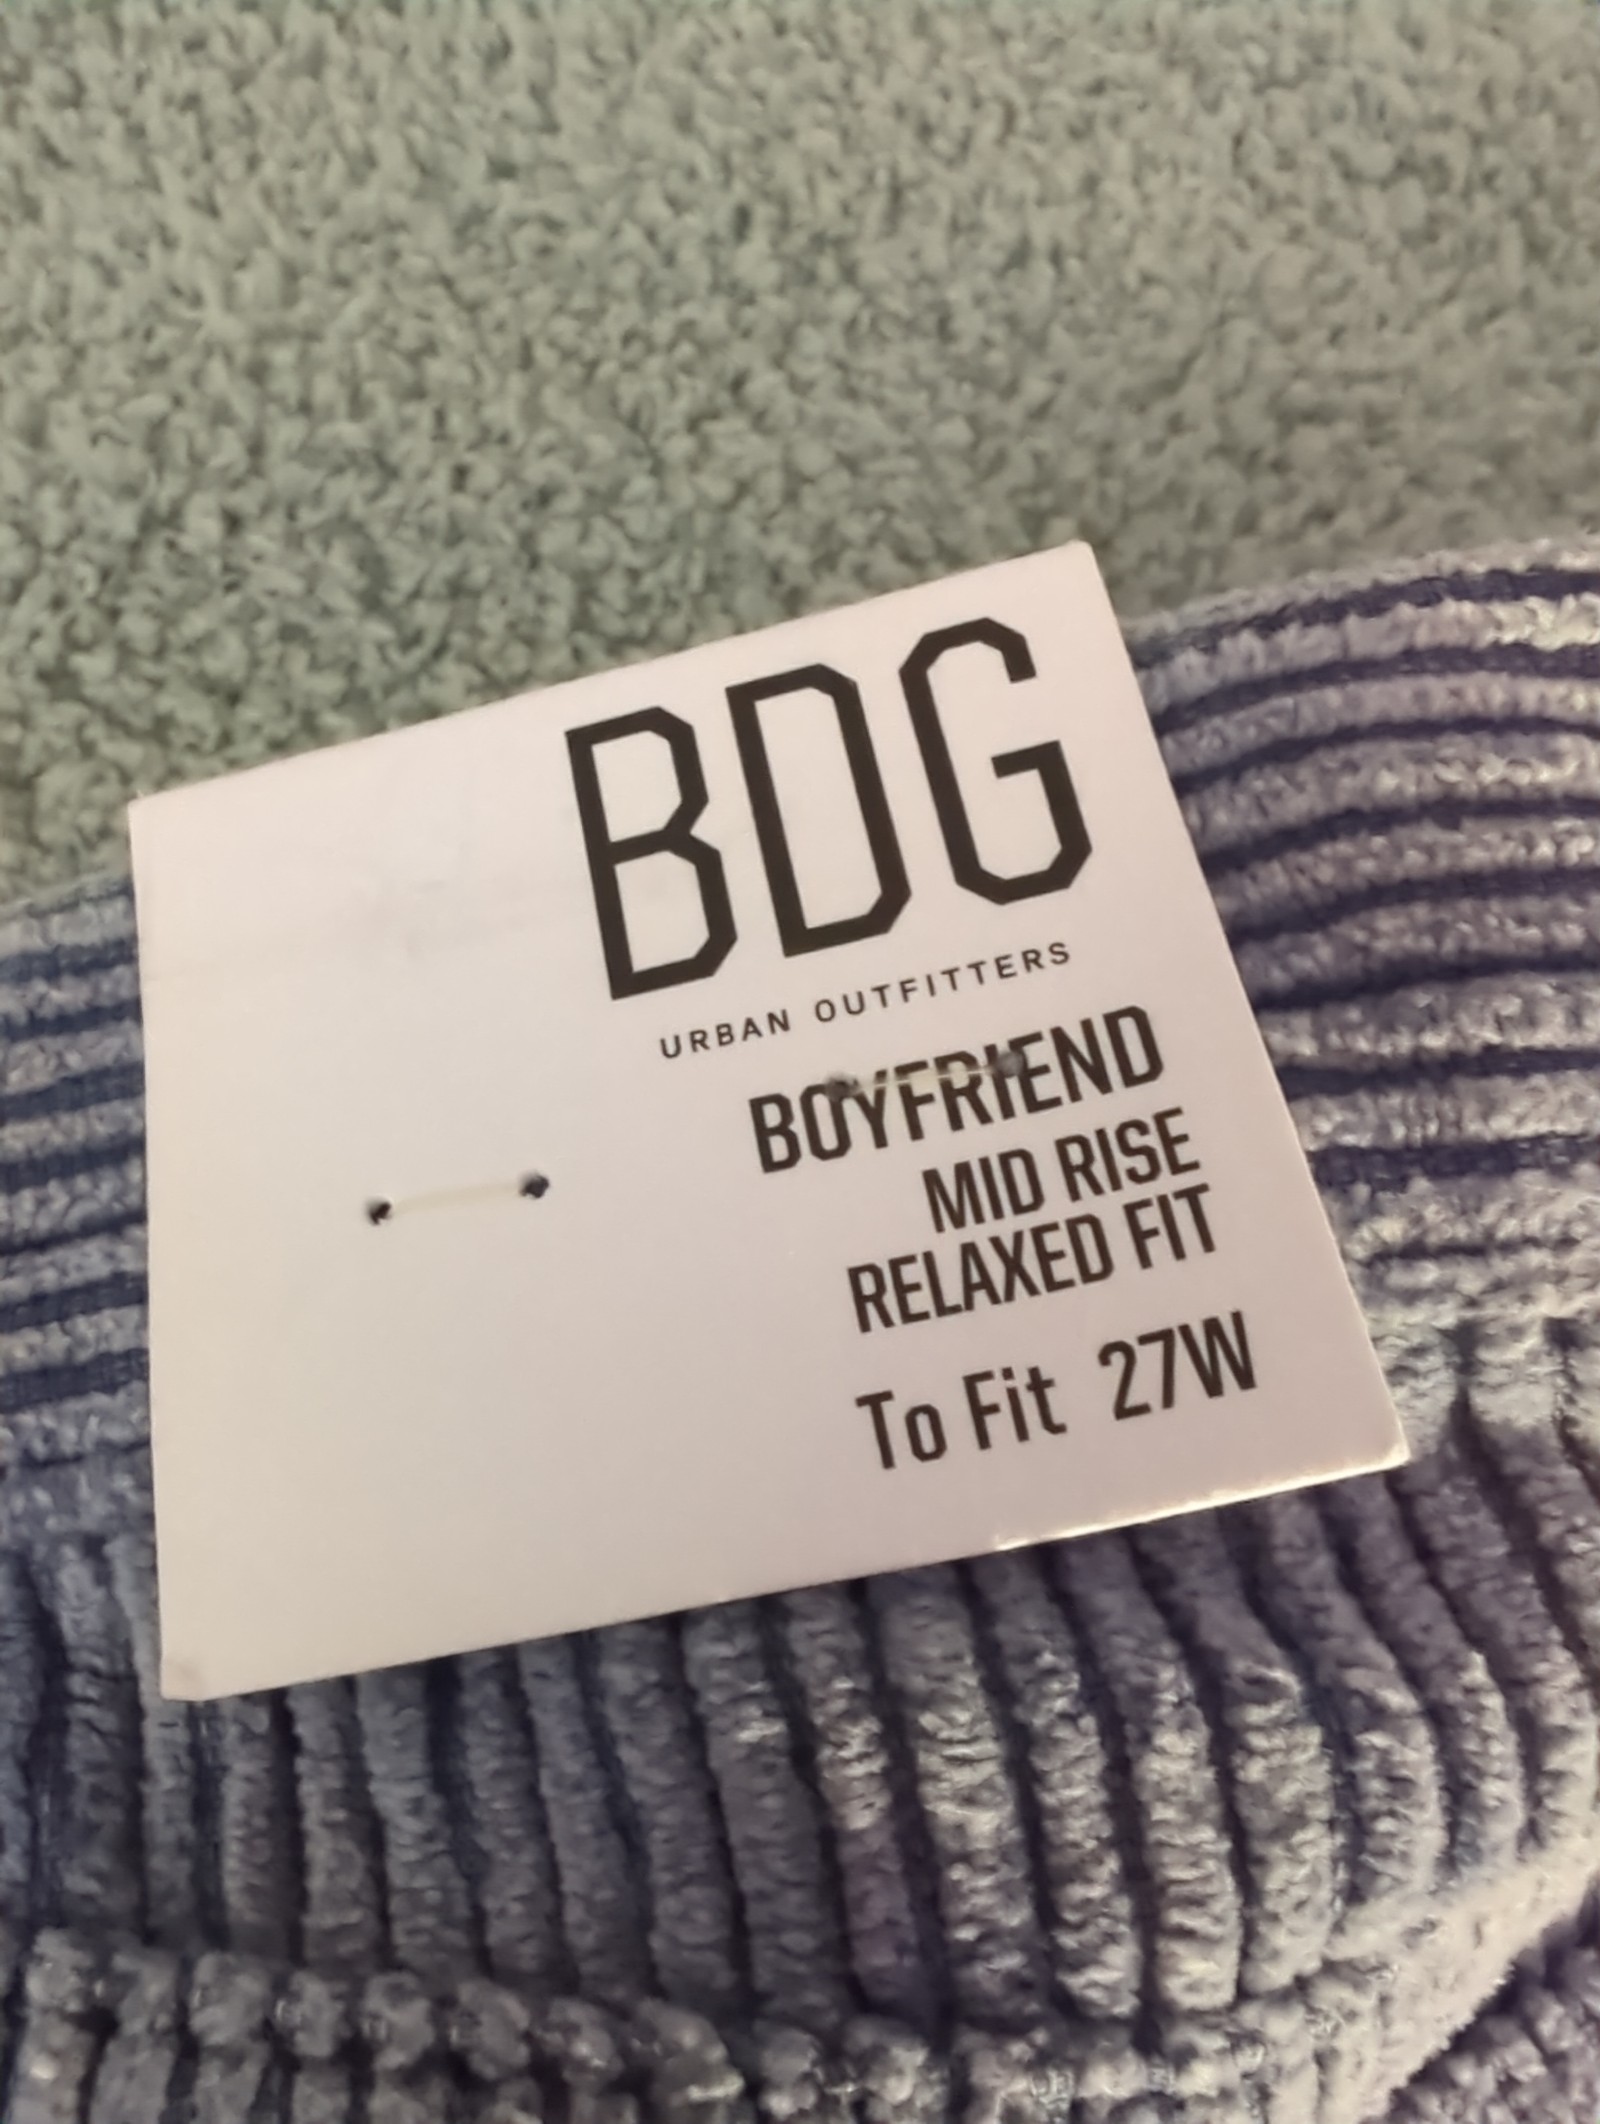 BDG
URBAN OUTFITTERS
BOYFRIEND
MID RISE
RELAXED FIT
To Fit 27W